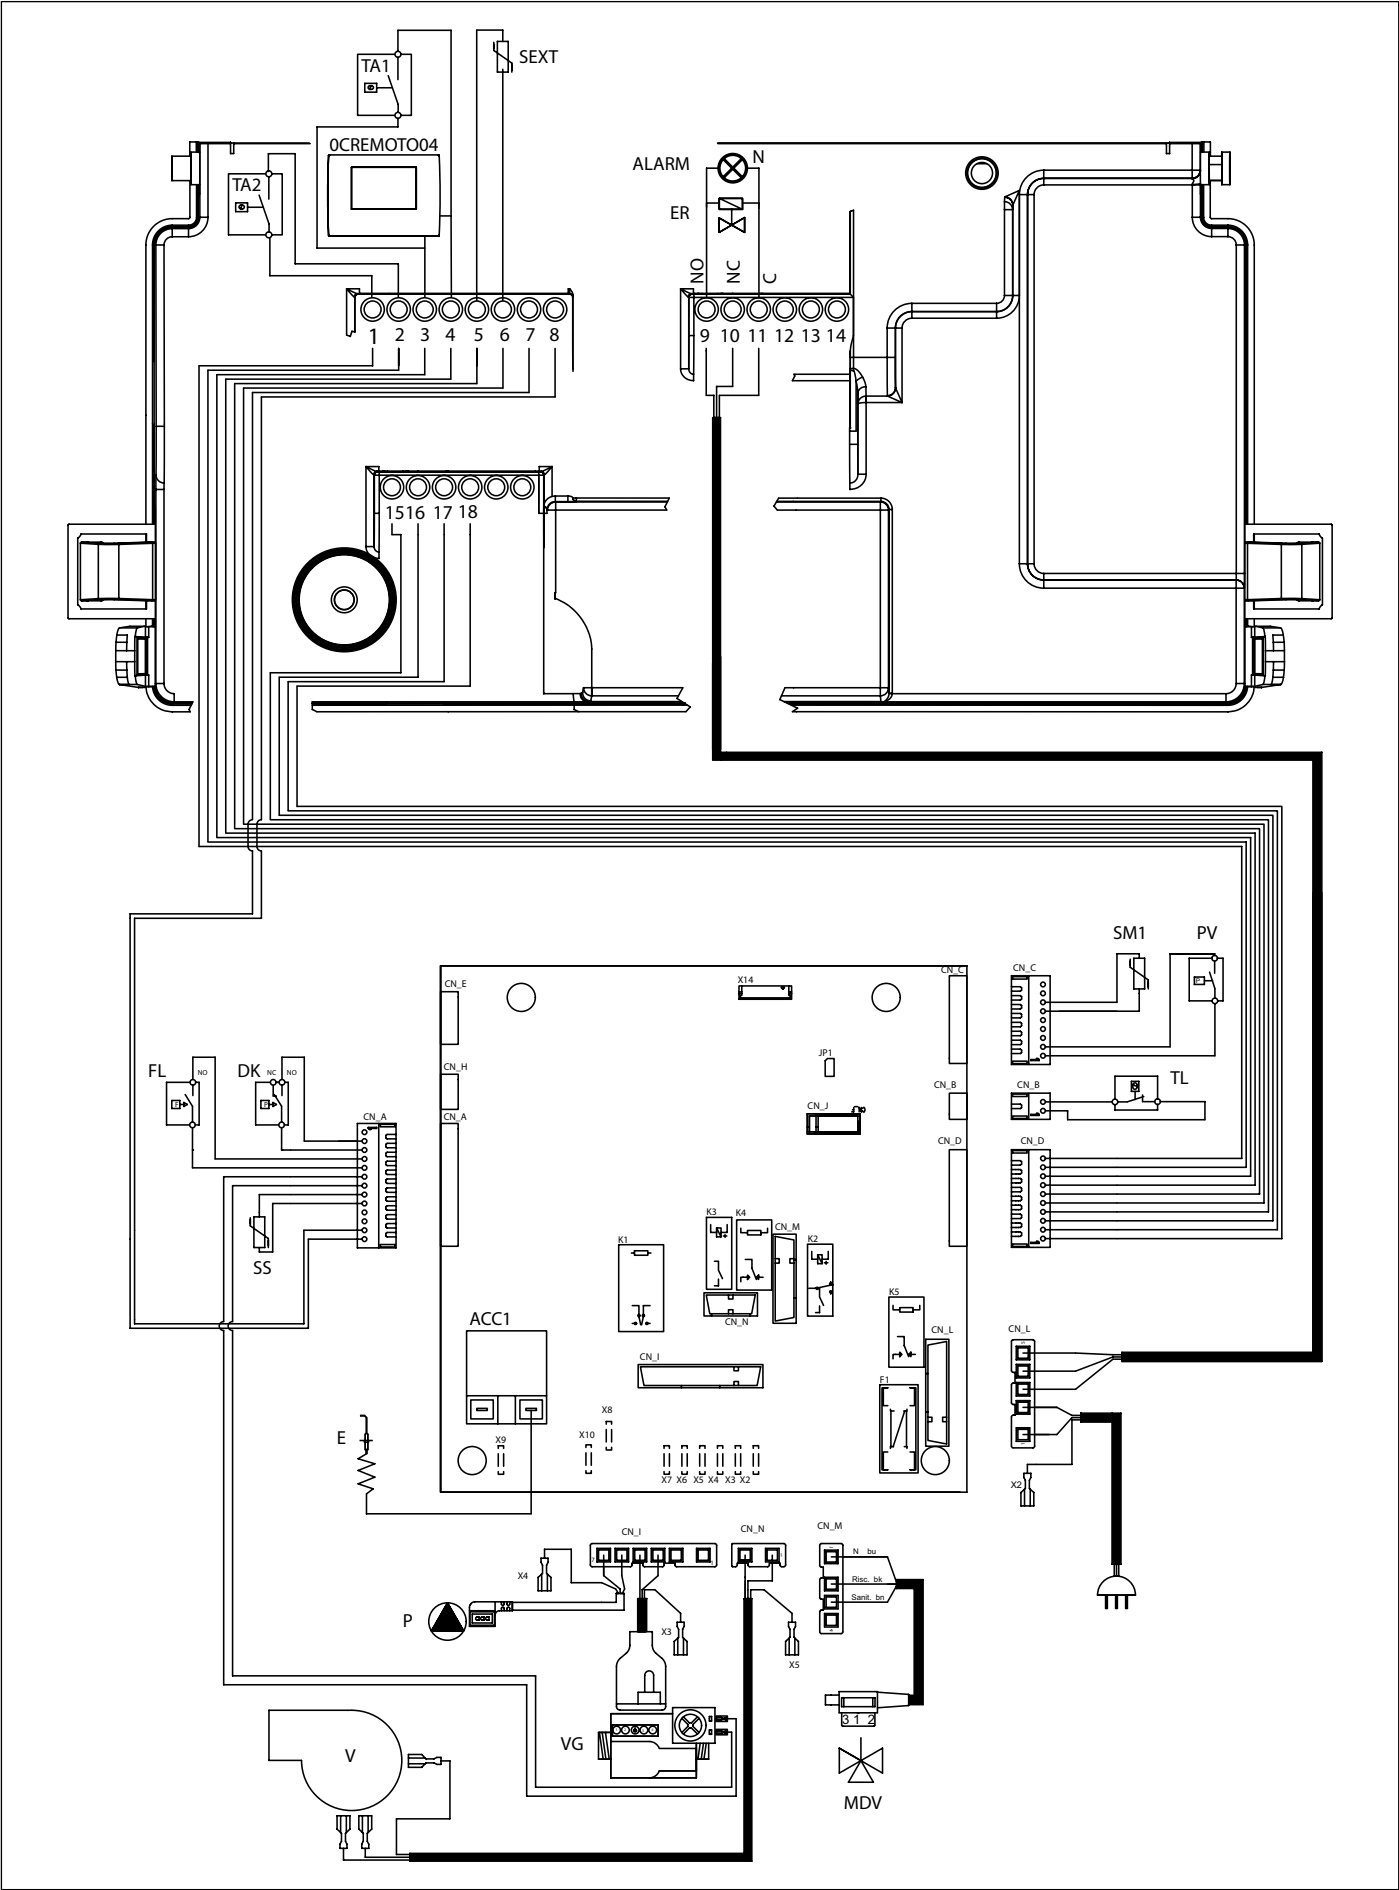 SEXT
TA1
0CREMOTO04
ALARM
N
TA2
ER
NO
NC
C
1 2 3 4 5 6 7 8
9 10 11 12 13 14
15 16 17 18
SM1
PV
CN_E
X14
CN_C
CN_C
JP1
FL
NO
DK
NC
NO
CN_H
CN_B
CN_B
TL
CN_A
CN_A
CN_J
CN_D
CN_D
P
P
P
SS
K3
K4
CN_M
K2
K1
K5
ACC1
CN_N
CN_L
CN_L
CN_I
F1
E
X9
X10
X8
X7 X6 X5 X4 X3 X2
X2
CN_I
CN_N
CN_M
N bu
X4
Risc. bk
Sanit. bn
P
X3
X5
3 1 2
VG
V
MDV